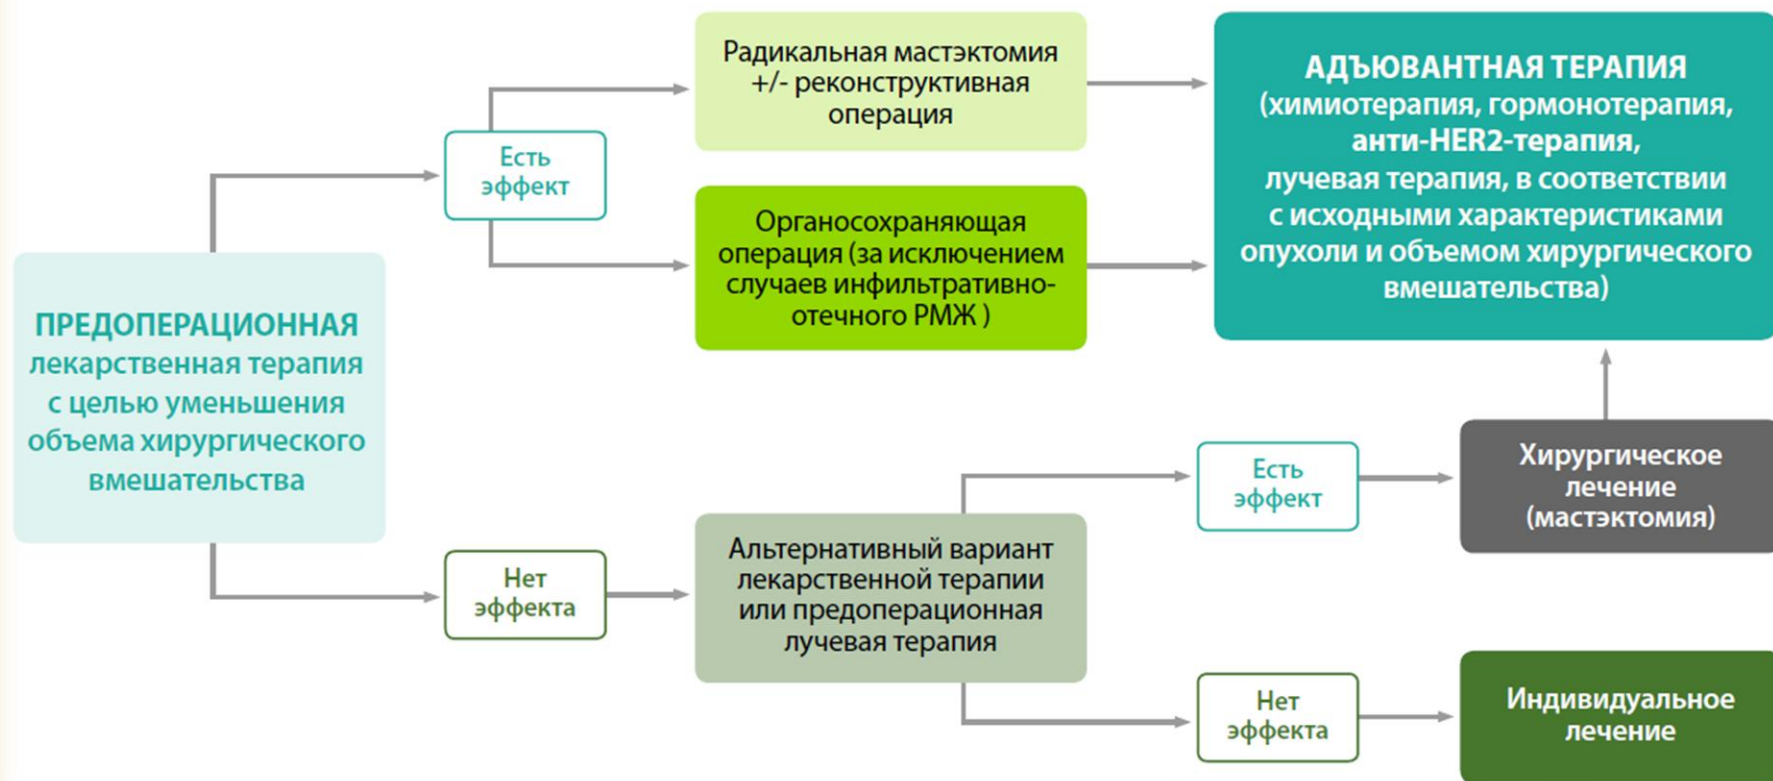 ПРЕДОПЕРАЦИОННАЯ
лекарственная терапия
с целью уменьшения
объема хирургического
вмешательства
Есть
эффект
Радикальная мастэктомия
+/- реконструктивная
операция
Органосохраняющая
операция (за исключением
случаев инфильтративно-
отечного РМЖ )
АДЪЮВАНТНАЯ ТЕРАПИЯ
(химиотерапия, гормонотерапия,
анти-HER2-терапия,
лучевая терапия, в соответствии
с исходными характеристиками
опухоли и объемом хирургического
вмешательства)
Нет
эффекта
Альтернативный вариант
лекарственной терапии
или предоперационная
лучевая терапия
Есть
эффект
Хирургическое
лечение
(мастэктомия)
Нет
эффекта
Индивидуальное
лечение